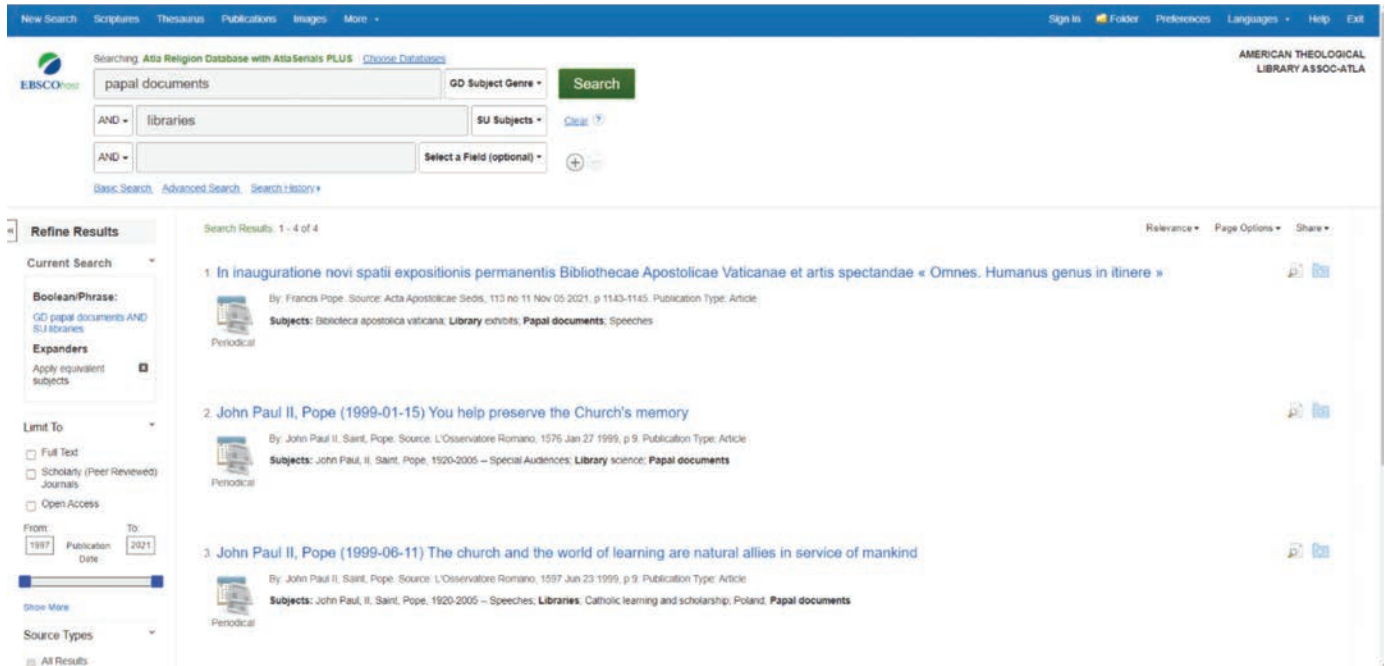 New Search Scriptures Thesaurus Publications Images More
Sign In Folder Preferences Languages Help Exit
Searching: Atla Religion Database with AtlaSerials PLUS Choose Databases
AMERICAN THEOLOGICAL
LIBRARY ASSOC-ATLA
EBSCOhost
papal documents GD Subject Genre Search
AND libraries SU Subjects Clear ?
AND Select a Field (optional)
Basic Search Advanced Search Search History
Refine Results
Search Results: 1 - 4 of 4
Relevance Page Options Share
Current Search
Boolean/Phrase:
GD papal documents AND
SU libraries
Expanders
Apply equivalent
subjects
Limit To
Full Text
Scholarly (Peer Reviewed)
Journals
Open Access
From: To:
1997 Publication Date 2021
Show More
Source Types
All Results
1. In inauguratione novi spatii expositionis permanentis Bibliothecae Apostolicae Vaticanae et artis spectandae « Omnes. Humanus genus in itinere »
By: Francis Pope. Source: Acta Apostolicae Sedis, 113 no 11 Nov 05 2021, p 1143-1145. Publication Type: Article
Subjects: Biblioteca apostolica vaticana; Library exhibits; Papal documents; Speeches
Periodical
2. John Paul II, Pope (1999-01-15) You help preserve the Church's memory
By: John Paul II, Saint, Pope. Source: L'Osservatore Romano, 1576 Jan 27 1999, p 9. Publication Type: Article
Subjects: John Paul, II, Saint, Pope, 1920-2005 -- Special Audiences; Library science; Papal documents
Periodical
3. John Paul II, Pope (1999-06-11) The church and the world of learning are natural allies in service of mankind
By: John Paul II, Saint, Pope. Source: L'Osservatore Romano, 1597 Jun 23 1999, p 9. Publication Type: Article
Subjects: John Paul, II, Saint, Pope, 1920-2005 -- Speeches; Libraries; Catholic learning and scholarship; Poland; Papal documents
Periodical